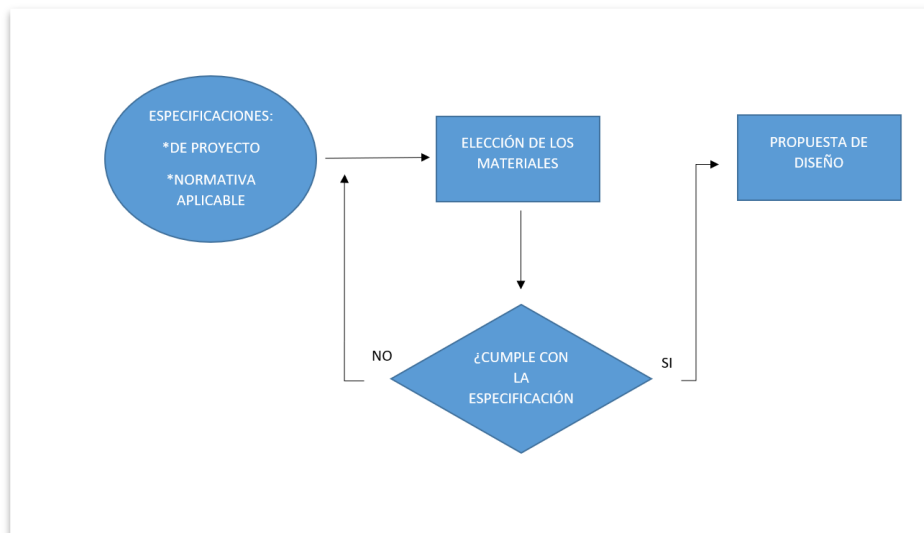 ESPECIFICACIONES:
*DE PROYECTO
*NORMATIVA
APLICABLE
ELECCIÓN DE LOS
MATERIALES
PROPUESTA DE
DISEÑO
NO
¿CUMPLE CON
LA
ESPECIFICACIÓN
SI